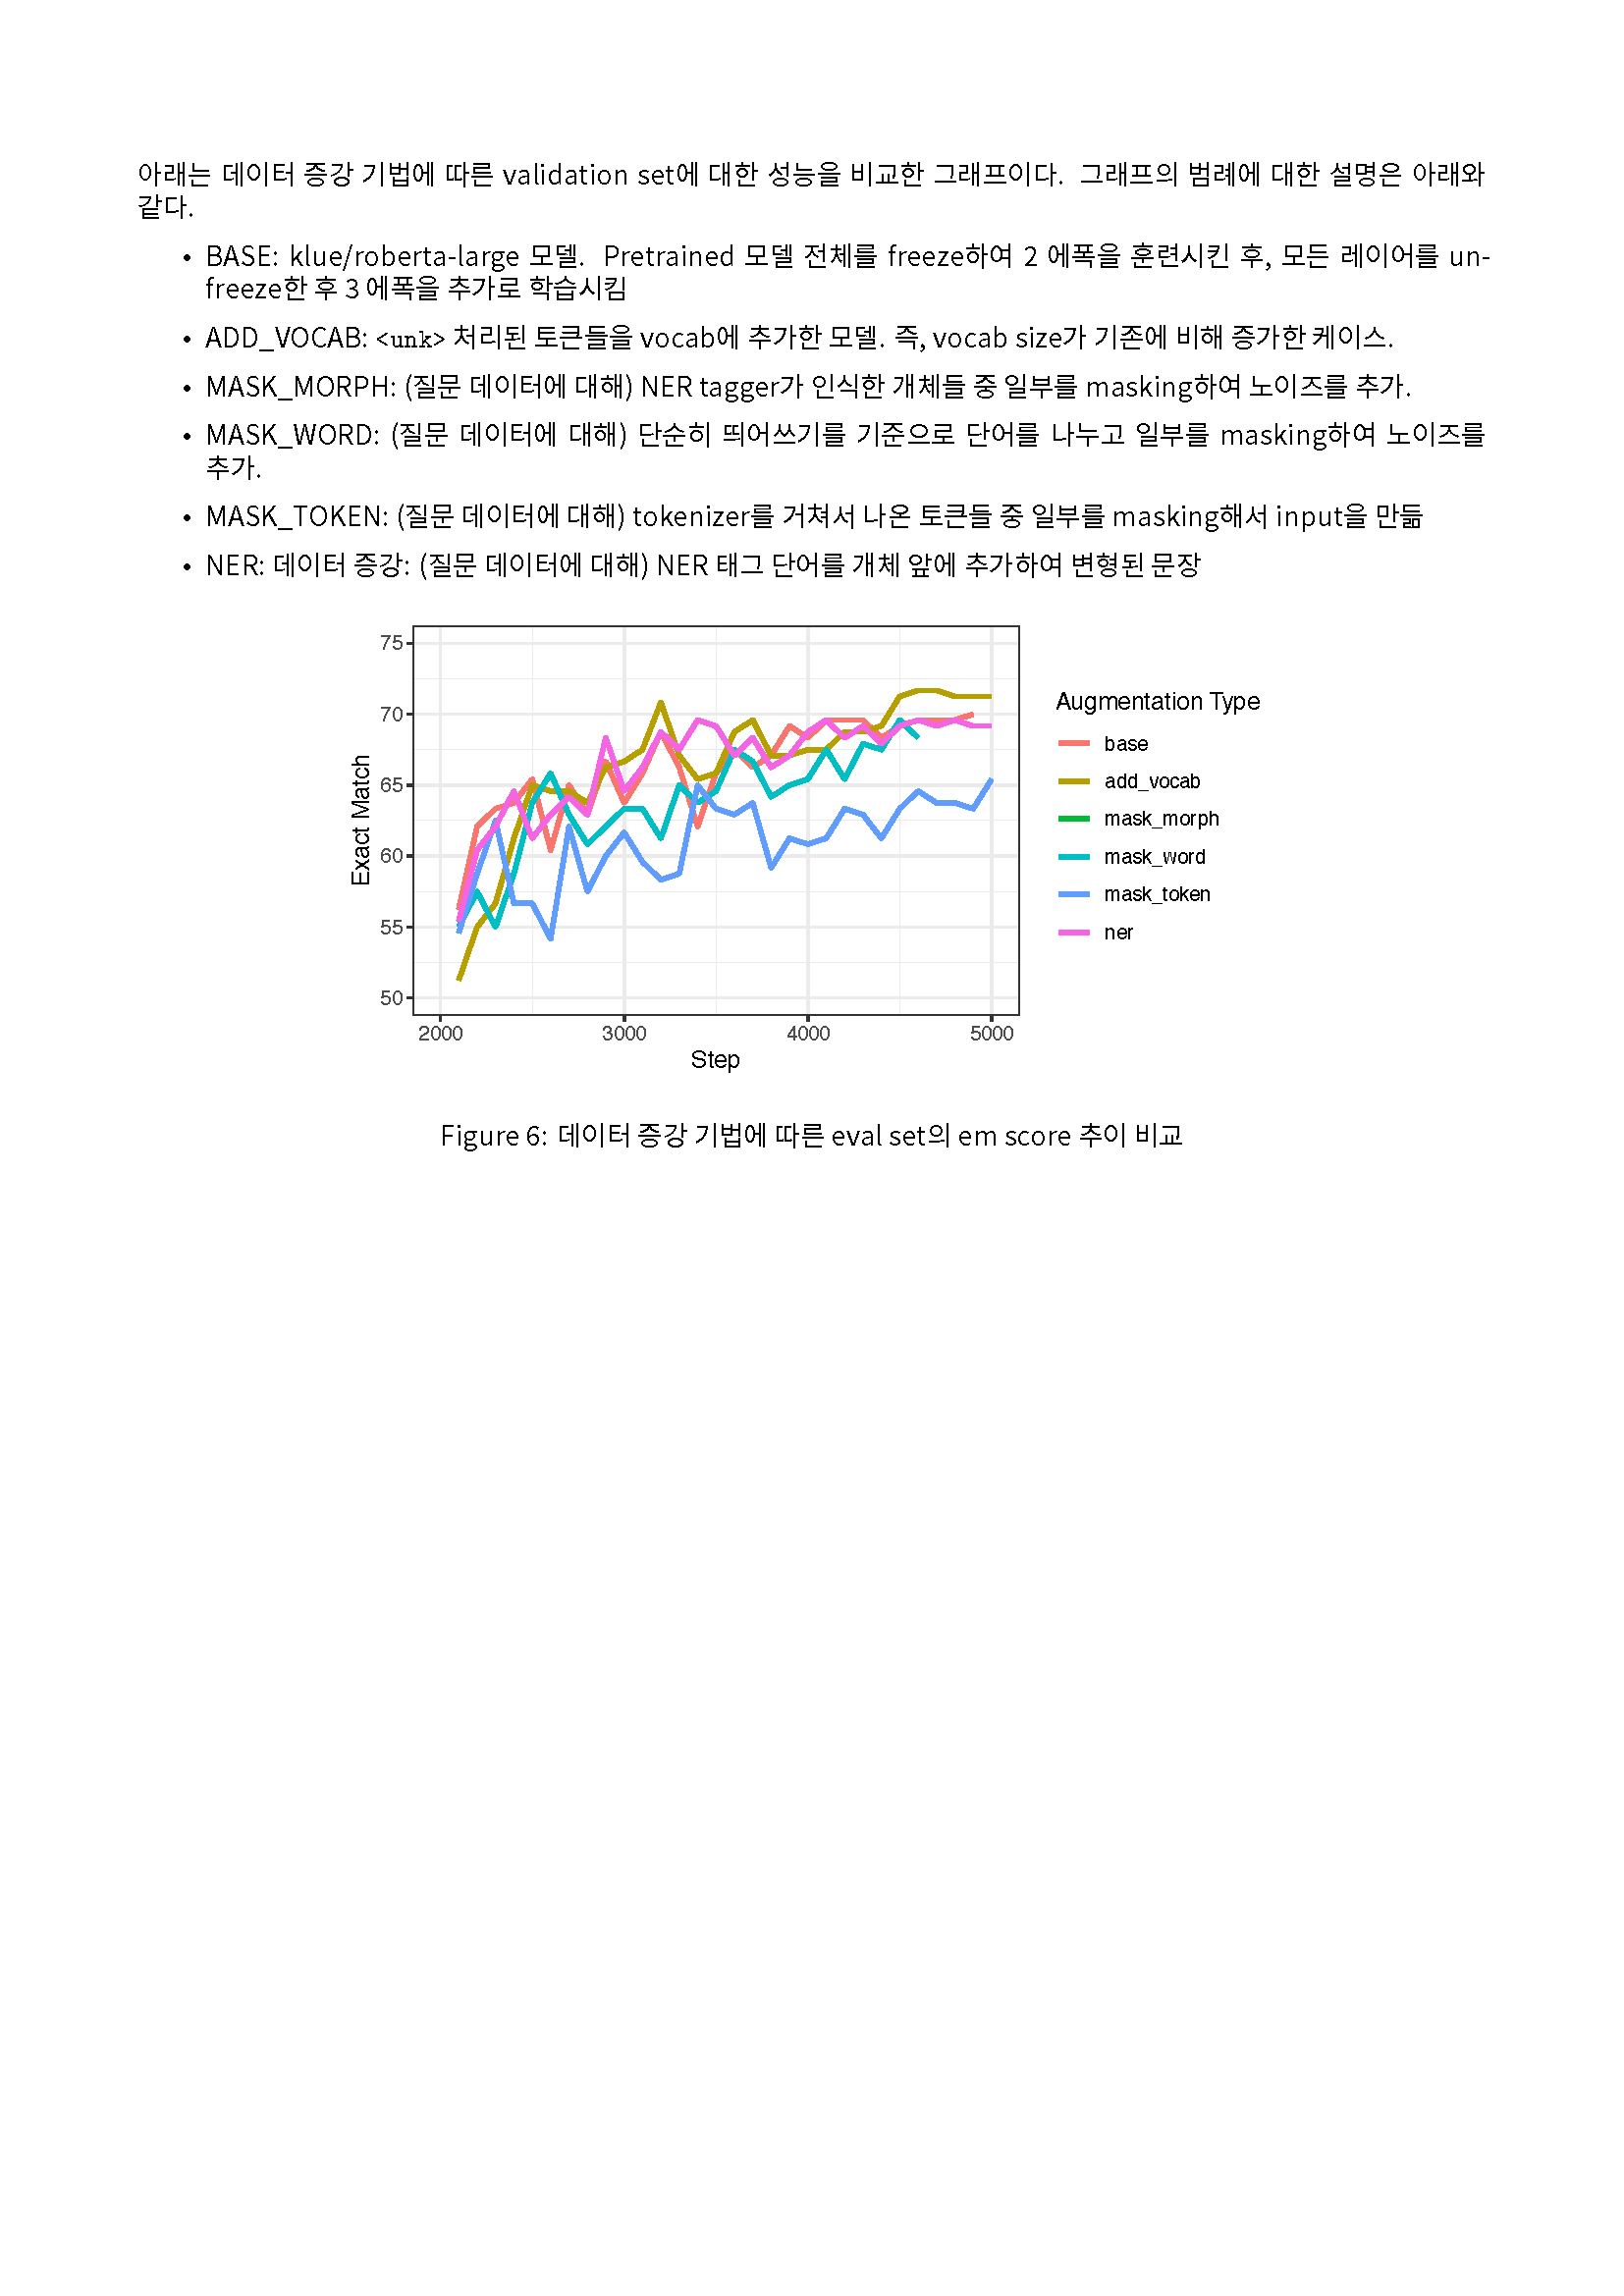 아래는 데이터 증강 기법에 따른 validation set에 대한 성능을 비교한 그래프이다. 그래프의 범례에 대한 설명은 아래와
같다.
• BASE: klue/roberta-large 모델. Pretrained 모델 전체를 freeze하여 2 에폭을 훈련시킨 후, 모든 레이어를 un-
freeze한 후 3 에폭을 추가로 학습시킴
• ADD_VOCAB: <unk> 처리된 토큰들을 vocab에 추가한 모델. 즉, vocab size가 기존에 비해 증가한 케이스.
• MASK_MORPH: (질문 데이터에 대해) NER tagger가 인식한 개체들 중 일부를 masking하여 노이즈를 추가.
• MASK_WORD: (질문 데이터에 대해) 단순히 띄어쓰기를 기준으로 단어를 나누고 일부를 masking하여 노이즈를
추가.
• MASK_TOKEN: (질문 데이터에 대해) tokenizer를 거쳐서 나온 토큰들 중 일부를 masking해서 input을 만듦
• NER: 데이터 증강: (질문 데이터에 대해) NER 태그 단어를 개체 앞에 추가하여 변형된 문장
75
70
65
60
55
50
Exact Match
2000 3000 4000 5000
Step
Augmentation Type
base
add_vocab
mask_morph
mask_word
mask_token
ner
Figure 6: 데이터 증강 기법에 따른 eval set의 em score 추이 비교